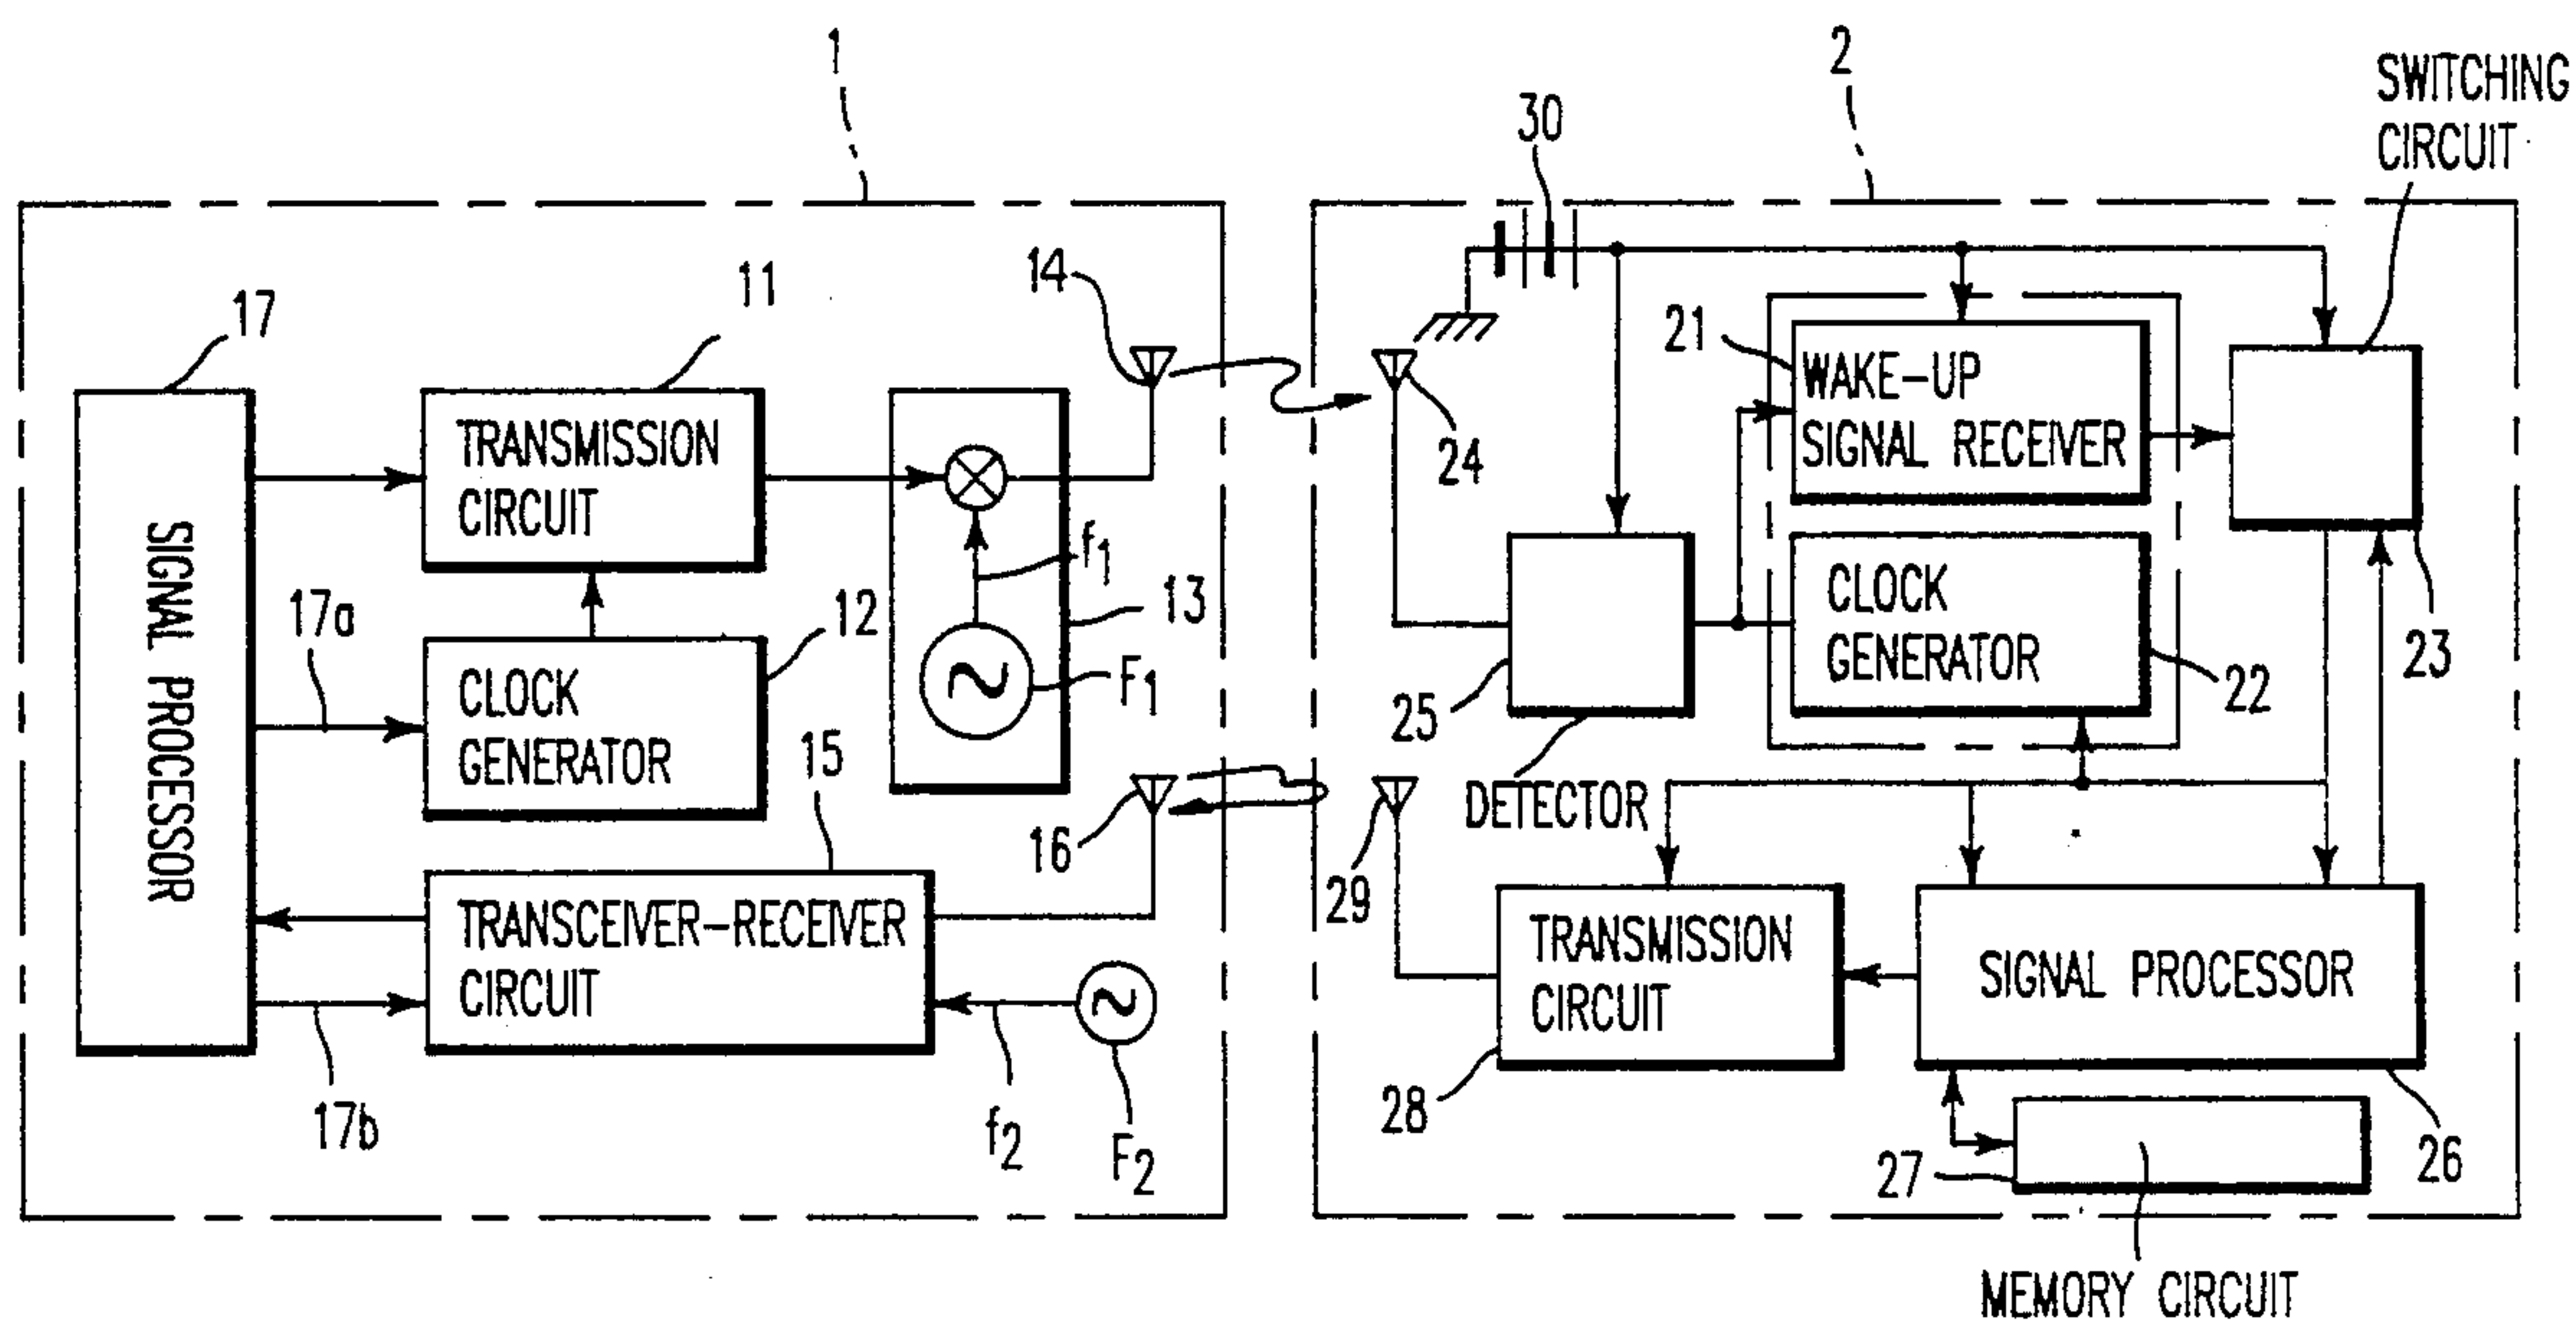 1
2
SWITCHING
CIRCUIT
30
17
11
14
21
WAKE-UP
SIGNAL RECEIVER
24
TRANSMISSION
CIRCUIT
f1
17a
12
13
CLOCK
GENERATOR
F1
SIGNAL PROCESSOR
25
CLOCK
GENERATOR
22
23
DETECTOR
15
16
29
TRANSCEIVER-RECEIVER
CIRCUIT
TRANSMISSION
CIRCUIT
SIGNAL PROCESSOR
17b
f2
F2
28
27
26
MEMORY CIRCUIT